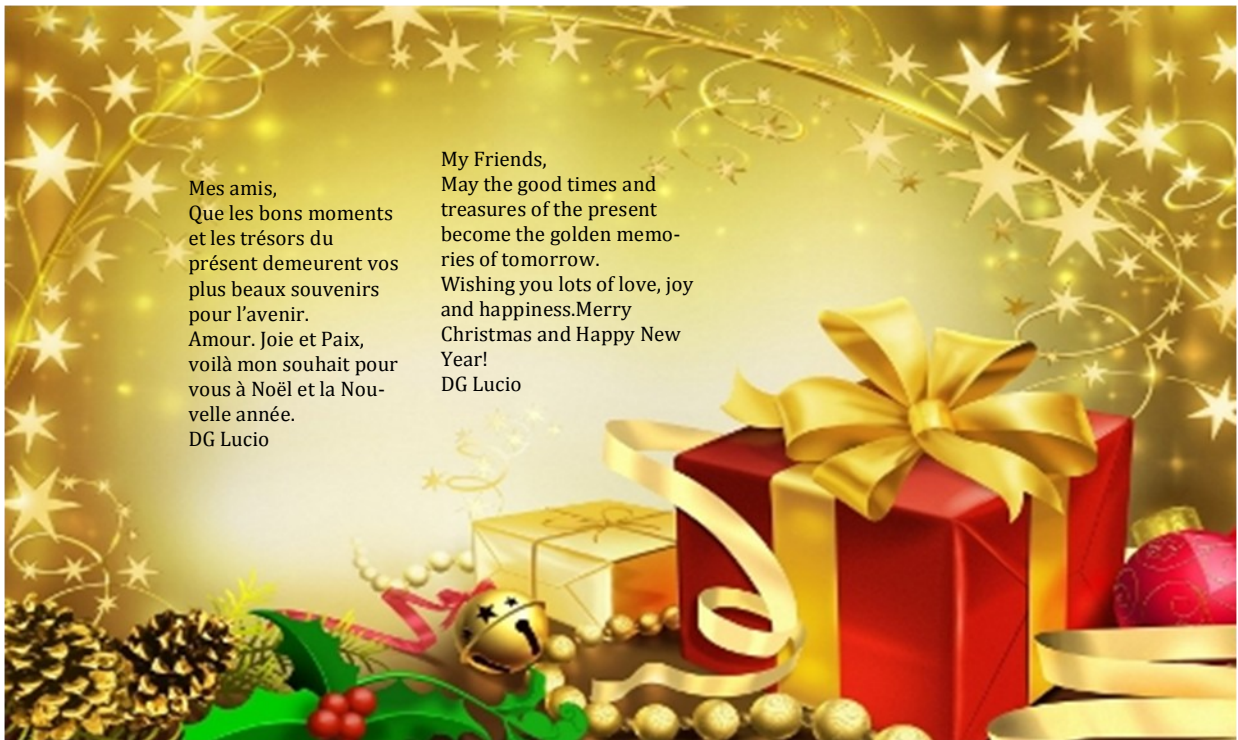 Mes amis,
Que les bons moments
et les trésors du
présent demeurent vos
plus beaux souvenirs
pour l’avenir.
Amour. Joie et Paix,
voilà mon souhait pour
vous à Noël et la Nou-
velle année.
DG Lucio
My Friends,
May the good times and
treasures of the present
become the golden memo-
ries of tomorrow.
Wishing you lots of love, joy
and happiness.Merry
Christmas and Happy New
Year!
DG Lucio